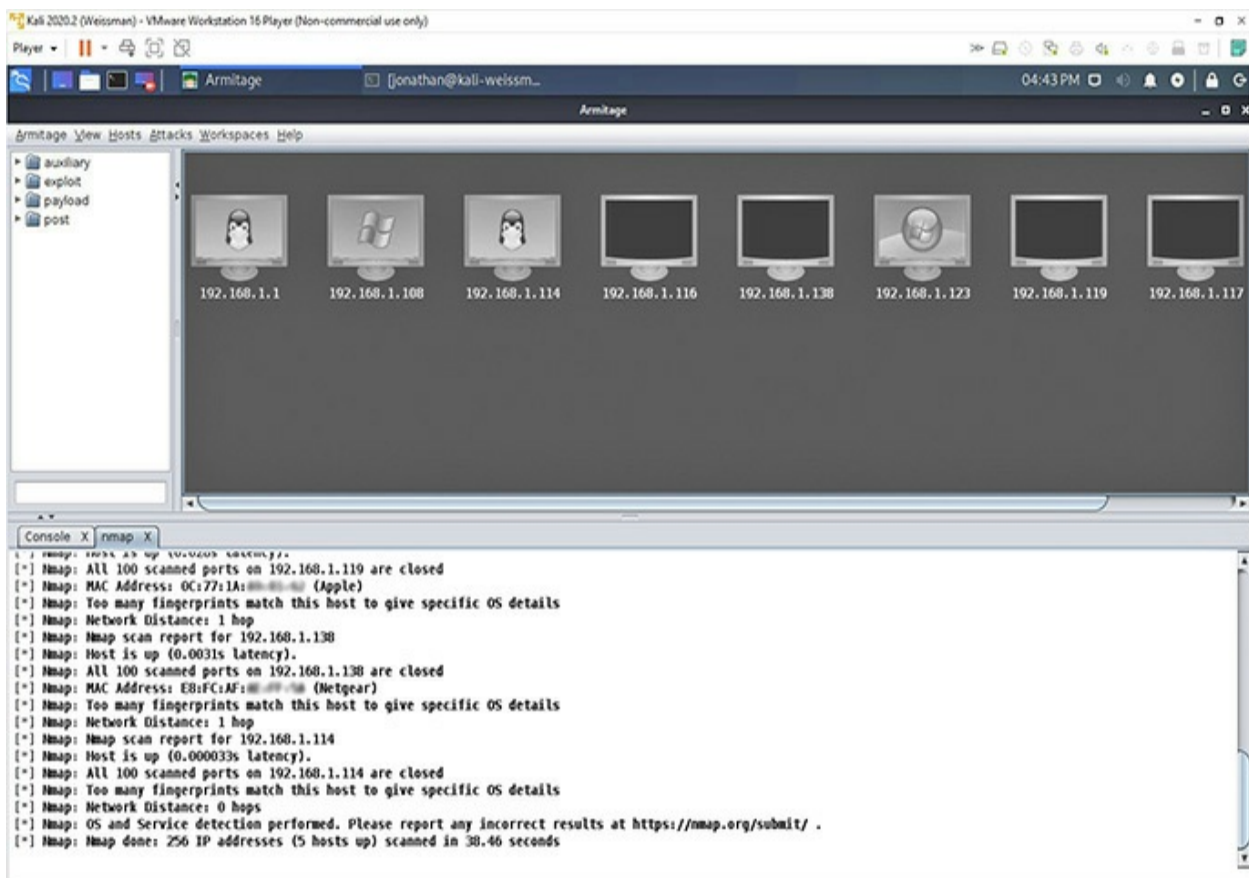 Kali 2020.2 (Weissman) - VMware Workstation 16 Player (Non-commercial use only)
Player
Armitage
[jonathan@kali-weissm...
04:43 PM
Armitage
Armitage View Hosts Attacks Workspaces Help
auxiliary
exploit
payload
post
192.168.1.1
192.168.1.108
192.168.1.114
192.168.1.116
192.168.1.138
192.168.1.123
192.168.1.119
192.168.1.117
Console X nmap X
[*] Nmap: Host is up (0.028s latency).
[*] Nmap: All 100 scanned ports on 192.168.1.119 are closed
[*] Nmap: MAC Address: 0C:77:1A: (Apple)
[*] Nmap: Too many fingerprints match this host to give specific OS details
[*] Nmap: Network Distance: 1 hop
[*] Nmap: Nmap scan report for 192.168.1.138
[*] Nmap: Host is up (0.0031s latency).
[*] Nmap: All 100 scanned ports on 192.168.1.138 are closed
[*] Nmap: MAC Address: E8:FC:AF: (Netgear)
[*] Nmap: Too many fingerprints match this host to give specific OS details
[*] Nmap: Network Distance: 1 hop
[*] Nmap: Nmap scan report for 192.168.1.114
[*] Nmap: Host is up (0.000033s latency).
[*] Nmap: All 100 scanned ports on 192.168.1.114 are closed
[*] Nmap: Too many fingerprints match this host to give specific OS details
[*] Nmap: Network Distance: 0 hops
[*] Nmap: OS and Service detection performed. Please report any incorrect results at https://nmap.org/submit/ .
[*] Nmap: Nmap done: 256 IP addresses (5 hosts up) scanned in 38.46 seconds